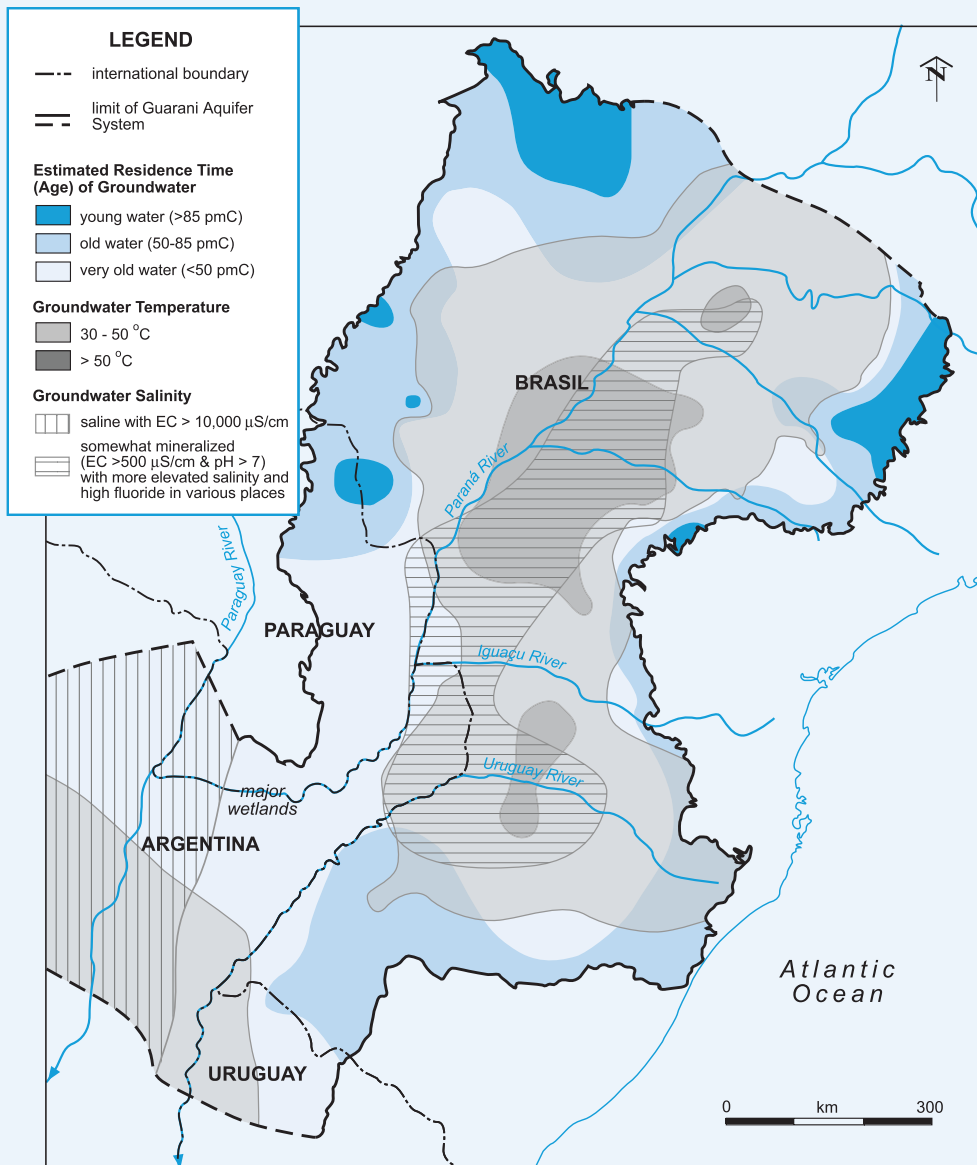 LEGEND
international boundary
limit of Guarani Aquifer
System
Estimated Residence Time
(Age) of Groundwater
young water (>85 pmC)
old water (50-85 pmC)
very old water (<50 pmC)
Groundwater Temperature
30 - 50 °C
> 50 °C
Groundwater Salinity
saline with EC > 10,000 µS/cm
somewhat mineralized
(EC >500 µS/cm & pH > 7)
with more elevated salinity and
high fluoride in various places
N
BRASIL
Paraná River
Paraguay River
PARAGUAY
Iguaçu River
Uruguay River
major
wetlands
ARGENTINA
Atlantic
Ocean
URUGUAY
0 km 300